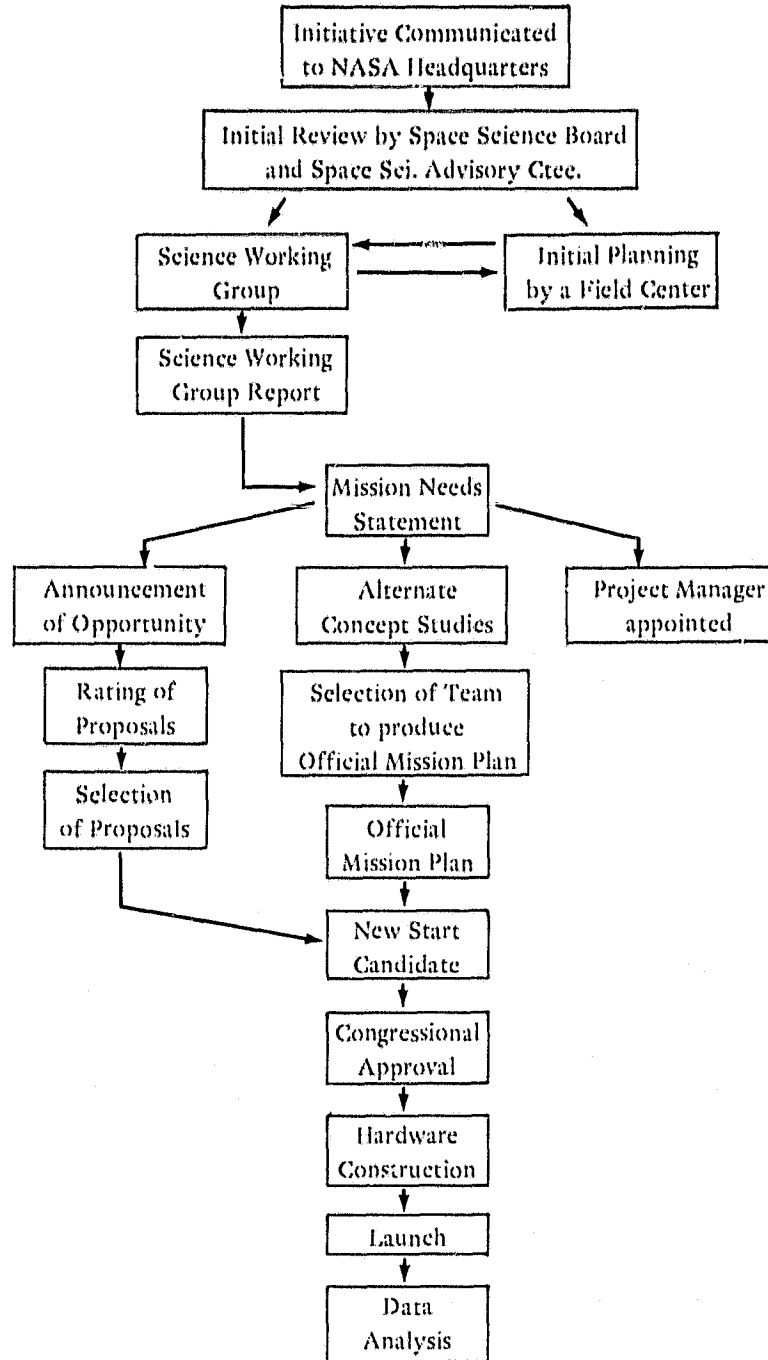 Initiative Communicated
to NASA Headquarters
Initial Review by Space Science Board
and Space Sci. Advisory Ctee.
Science Working
Group
Initial Planning
by a Field Center
Science Working
Group Report
Mission Needs
Statement
Announcement
of Opportunity
Alternate
Concept Studies
Project Manager
appointed
Rating of
Proposals
Selection of Team
to produce
Official Mission Plan
Selection
of Proposals
Official
Mission Plan
New Start
Candidate
Congressional
Approval
Hardware
Construction
Launch
Data
Analysis